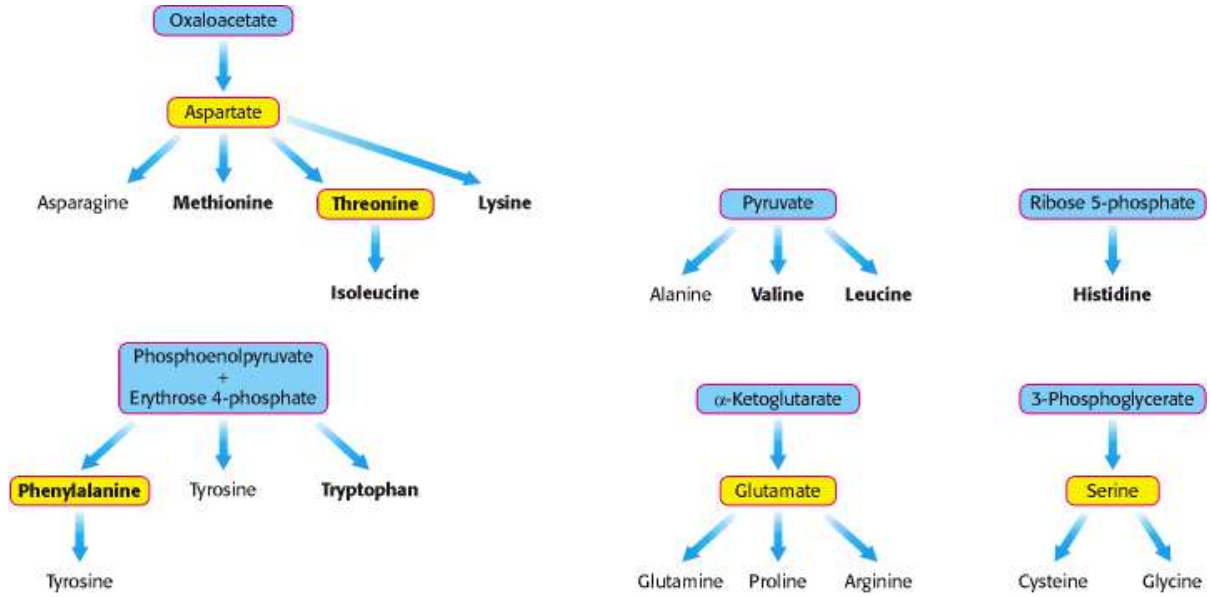 Oxaloacetate
Aspartate
Asparagine
Methionine
Threonine
Lysine
Isoleucine
Pyruvate
Alanine
Valine
Leucine
Ribose 5-phosphate
Histidine
Phosphoenolpyruvate
+
Erythrose 4-phosphate
Phenylalanine
Tyrosine
Tryptophan
Tyrosine
α-Ketoglutarate
Glutamate
Glutamine
Proline
Arginine
3-Phosphoglycerate
Serine
Cysteine
Glycine